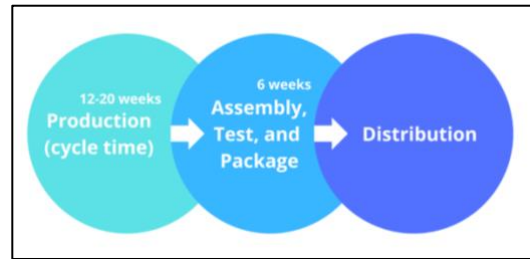 12-20 weeks
Production
(cycle time)
6 weeks
Assembly,
Test, and
Package
Distribution